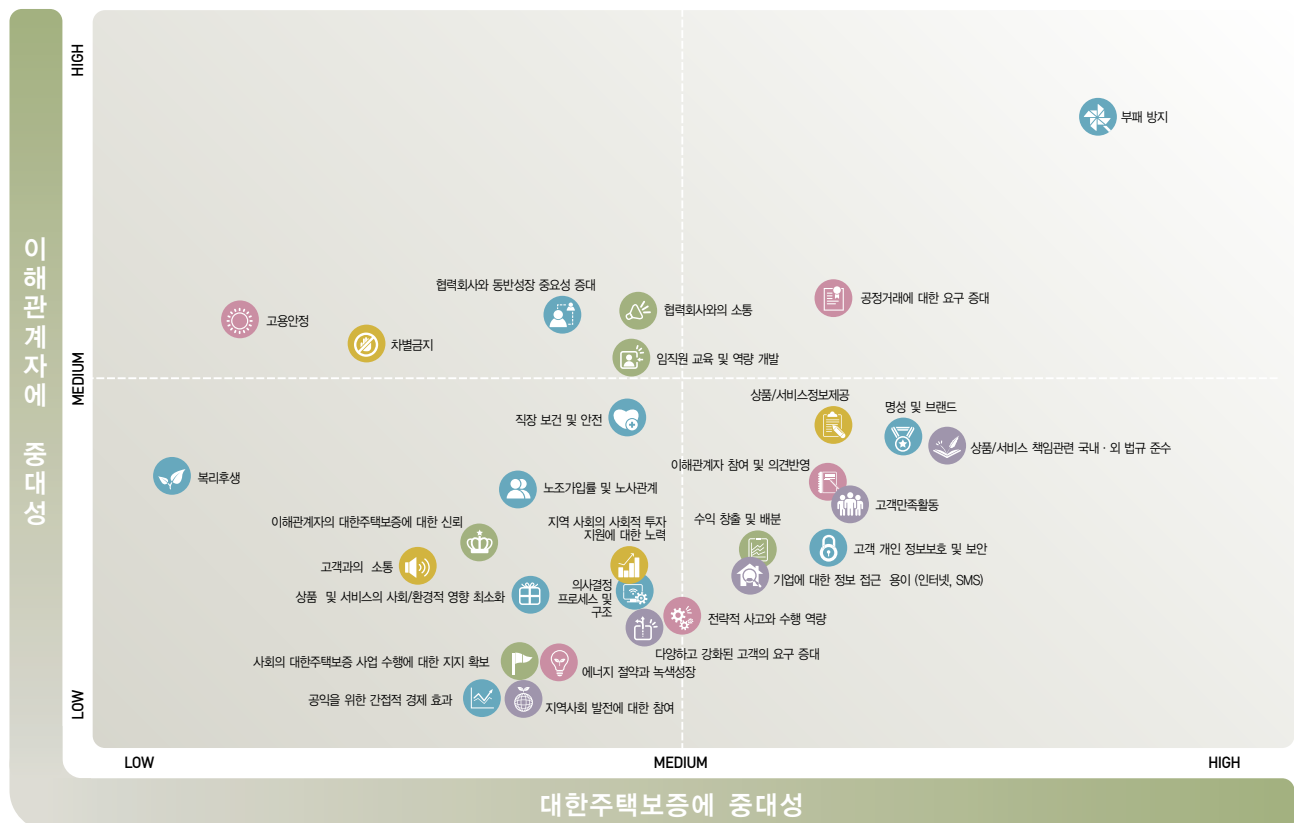 HIGH
부패 방지
협력회사와 동반성장 중요성 증대
공정거래에 대한 요구 증대
협력회사와의 소통
고용안정
차별금지
임직원 교육 및 역량 개발
이해관계자에 중대성
MEDIUM
상품/서비스정보제공
명성 및 브랜드
직장 보건 및 안전
상품/서비스 책임관련 국내 · 외 법규 준수
이해관계자 참여 및 의견반영
복리후생
노조가입률 및 노사관계
고객만족활동
이해관계자의 대한주택보증에 대한 신뢰
지역 사회의 사회적 투자
지원에 대한 노력
수익 창출 및 배분
고객 개인 정보보호 및 보안
고객과의 소통
기업에 대한 정보 접근 용이 (인터넷, SMS)
상품 및 서비스의 사회/환경적 영향 최소화
의사결정
프로세스 및
구조
전략적 사고와 수행 역량
다양하고 강화된 고객의 요구 증대
사회의 대한주택보증 사업 수행에 대한 지지 확보
에너지 절약과 녹색성장
공익을 위한 간접적 경제 효과
지역사회 발전에 대한 참여
LOW
LOW
MEDIUM
HIGH
대한주택보증에 중대성